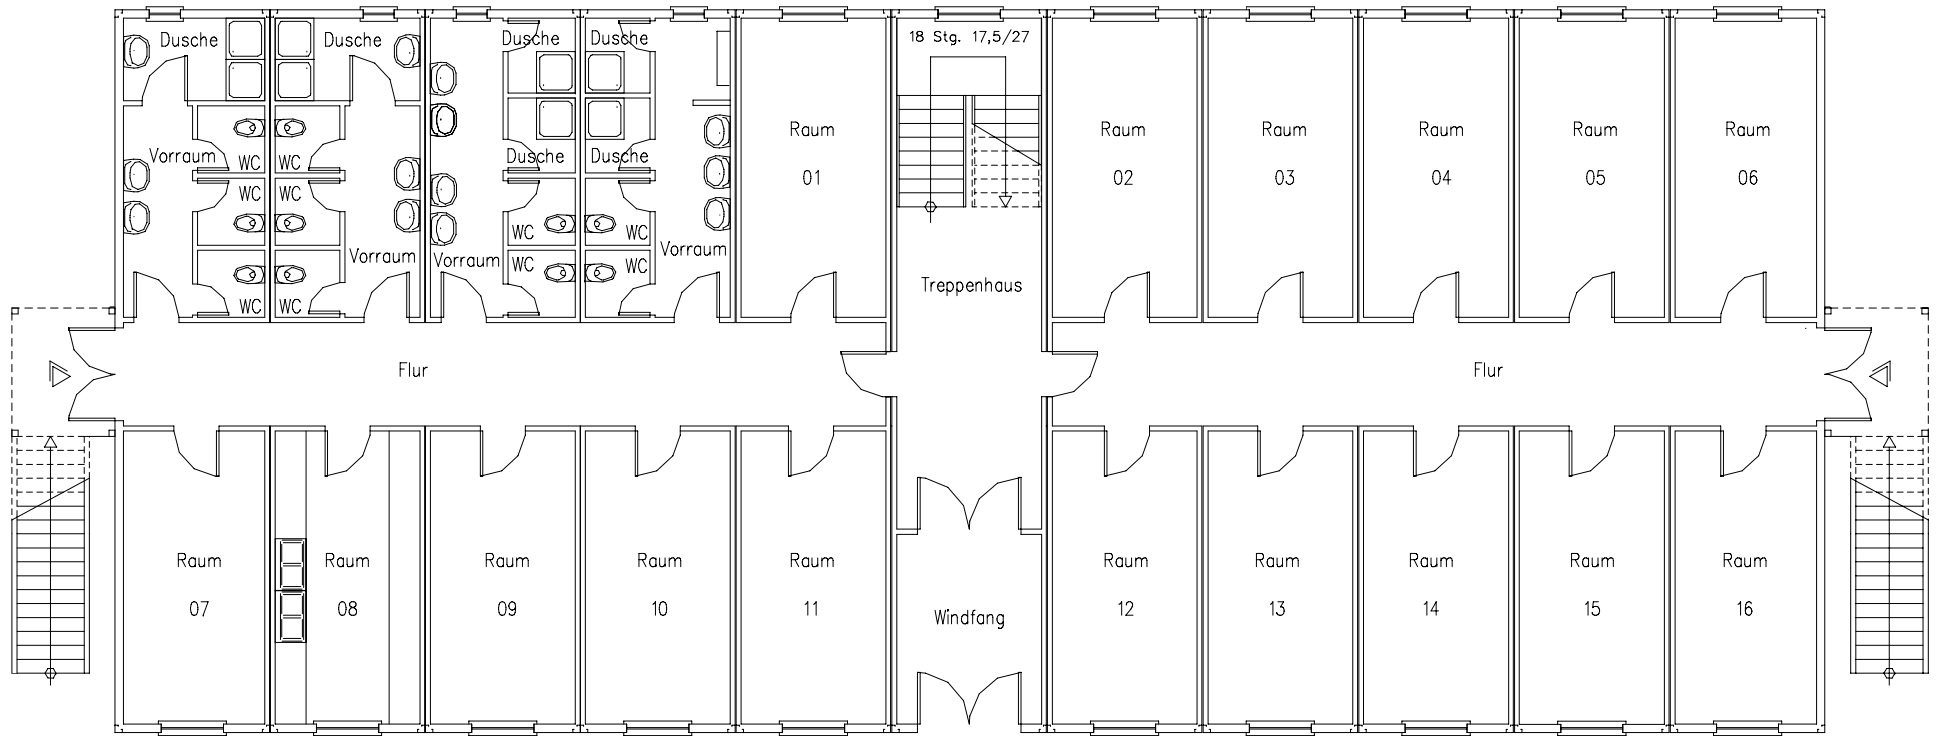 Dusche
Dusche
Dusche
Dusche
18 Stg. 17,5/27
Raum
01
Raum
02
Raum
03
Raum
04
Raum
05
Raum
06
Vorraum
WC
WC
Dusche
Dusche
WC
WC
WC
WC
Vorraum
Vorraum
Vorraum
WC
WC
WC
WC
Treppenhaus
WC
WC
Flur
Flur
Raum
07
Raum
08
Raum
09
Raum
10
Raum
11
Windfang
Raum
12
Raum
13
Raum
14
Raum
15
Raum
16